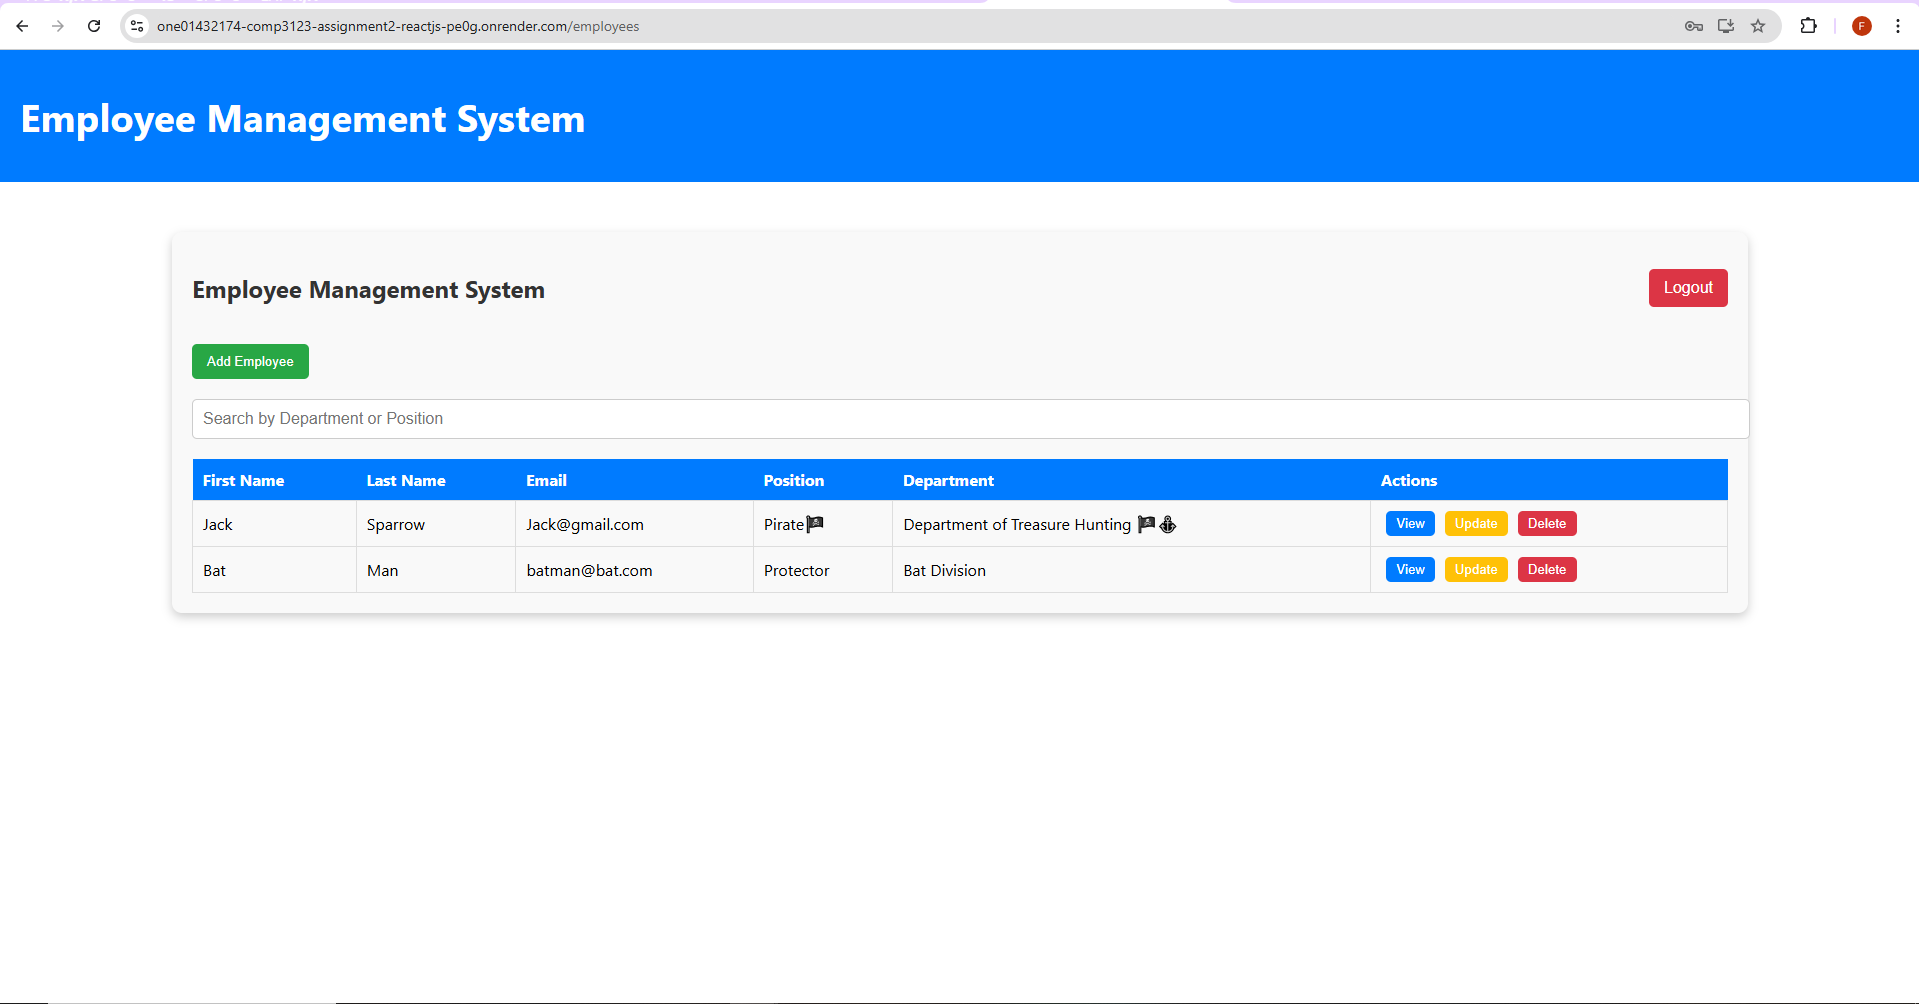 one01432174-comp3123-assignment2-reactjs-pe0g.onrender.com/employees
F
Employee Management System
Employee Management System
Logout
Add Employee
Search by Department or Position
First Name Last Name Email Position Department Actions
Jack Sparrow Jack@gmail.com Pirate🏴‍☠️ Department of Treasure Hunting 🏴‍☠️⚓ View Update Delete
Bat Man batman@bat.com Protector Bat Division View Update Delete